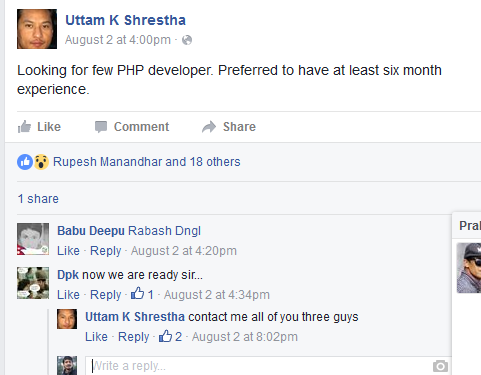 Uttam K Shrestha
August 2 at 4:00pm ·
Looking for few PHP developer. Preferred to have at least six month
experience.
Like Comment Share
Rupesh Manandhar and 18 others
1 share
Babu Deepu Rabash Dngl
Like · Reply · August 2 at 4:20pm
Dpk now we are ready sir...
Like · Reply · 1 · August 2 at 4:34pm
Uttam K Shrestha contact me all of you three guys
Like · Reply · 2 · August 2 at 8:02pm
Write a reply...